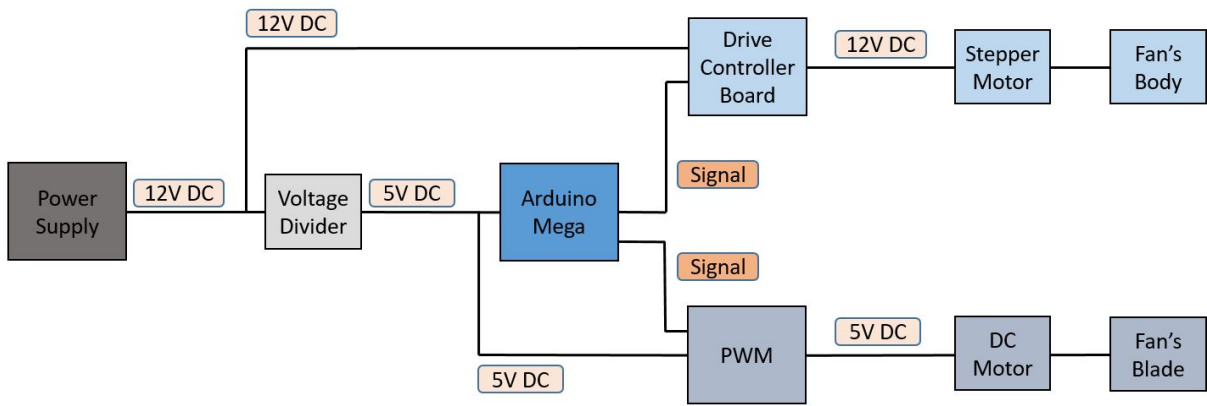 12V DC
Drive
Controller
Board
12V DC
Stepper
Motor
Fan's
Body
Power
Supply
12V DC
Voltage
Divider
5V DC
Arduino
Mega
Signal
Signal
PWM
5V DC
DC
Motor
Fan's
Blade
5V DC